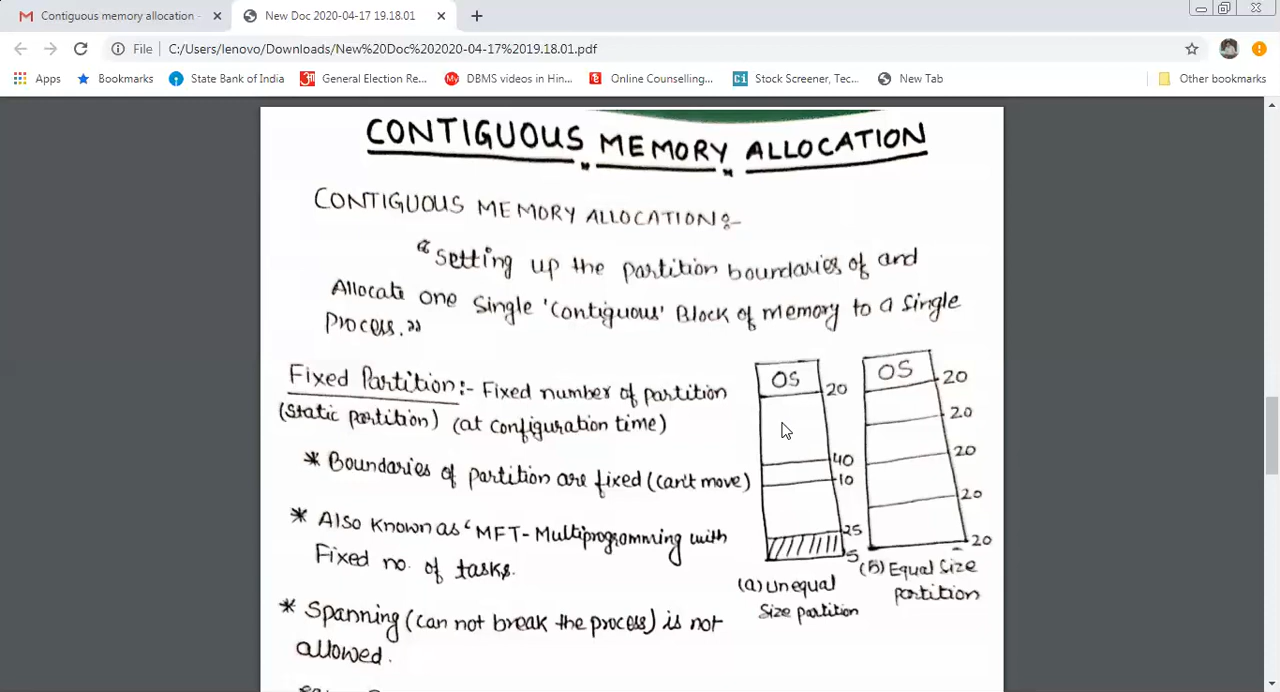 Contiguous memory allocation -
New Doc 2020-04-17 19.18.01
File
C:/Users/lenovo/Downloads/New%20Doc%202020-04-17%2019.18.01.pdf
Apps
Bookmarks
State Bank of India
General Election Re...
DBMS videos in Hin...
Online Counselling...
Stock Screener, Tec...
New Tab
Other bookmarks
CONTIGUOUS MEMORY ALLOCATION
CONTIGUOUS MEMORY ALLOCATION:-
"Setting up the partition boundaries of and
Allocate one Single 'Contiguous' Block of memory to a Single
Process."
Fixed Partition:- Fixed number of partition
(Static partition) (at configuration time)
* Boundaries of partition are fixed (can't move)
* Also known as 'MFT- Multiprogramming with
Fixed no. of tasks.
* Spanning (can not break the process) is not
allowed.
OS
20
40
10
25
5
(a) Unequal
Size partition
OS
20
20
20
20
20
(B) Equal Size
partition